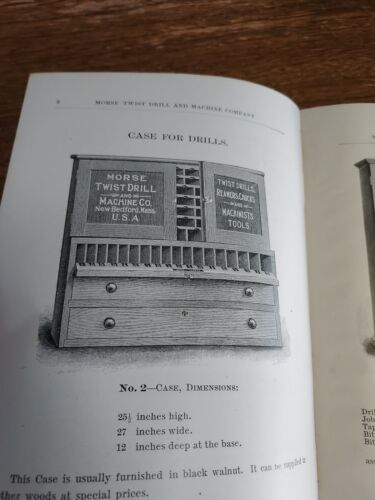 8 MORSE TWIST DRILL AND MACHINE COMPANY
CASE FOR DRILLS.
MORSE
TWIST DRILL
AND
MACHINE CO.
NEW BEDFORD, MASS.
U.S.A
TWIST DRILLS,
REAMERS, CHUCKS
AND
MACHINISTS
TOOLS.
No. 2—CASE, DIMENSIONS:
25½ inches high.
27 inches wide.
12 inches deep at the base.
This Case is usually furnished in black walnut. It can be supplied in
other woods at special prices.
Dril
Job
Tap
Bit
Bit